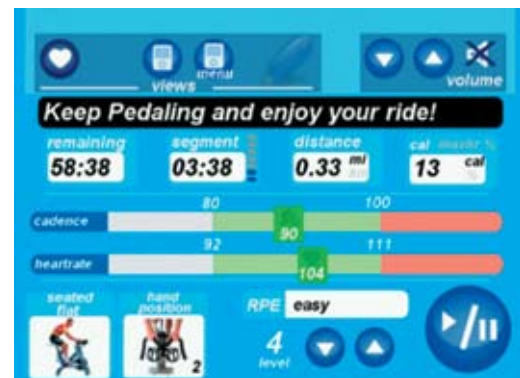 menu
views
volume
Keep Pedaling and enjoy your ride!
remaining segment distance cal maxhr %
58:38 03:38 0.33 mi km 13 cal %
80 100
cadence
90
92 111
heartrate
104
seated flat
hand position
RPE easy
2
4
level